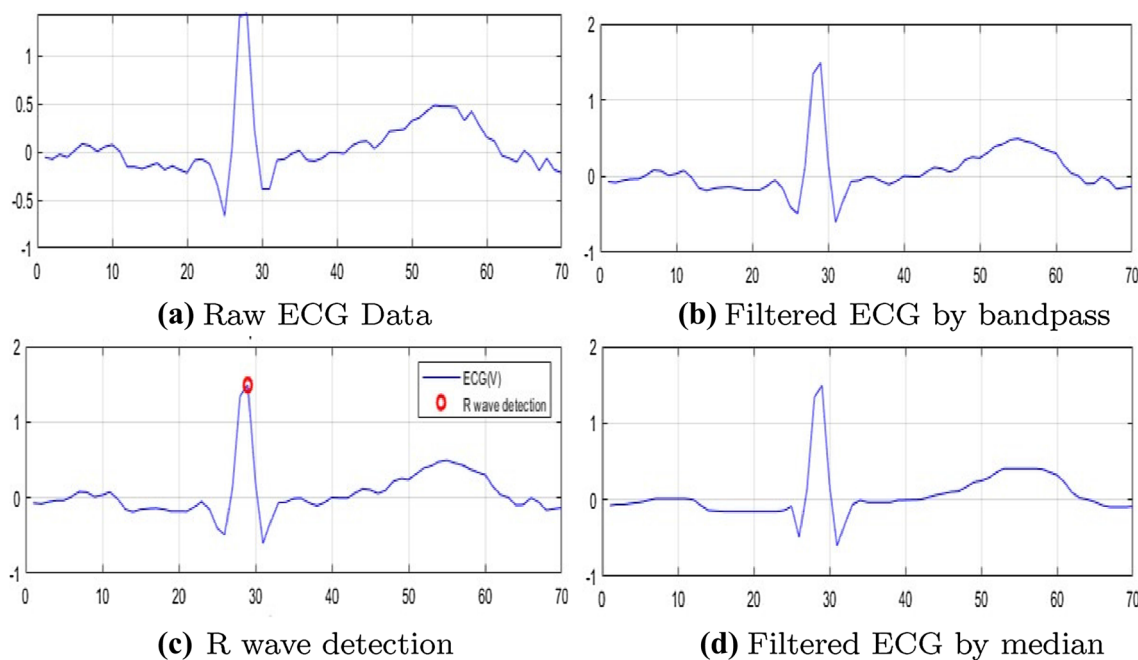 1
0.5
0
-0.5
-1
0 10 20 30 40 50 60 70
(a) Raw ECG Data
2
1
0
-1
0 10 20 30 40 50 60 70
(b) Filtered ECG by bandpass
2
1
0
-1
0 10 20 30 40 50 60 70
ECG(V)
R wave detection
(c) R wave detection
2
1
0
-1
0 10 20 30 40 50 60 70
(d) Filtered ECG by median